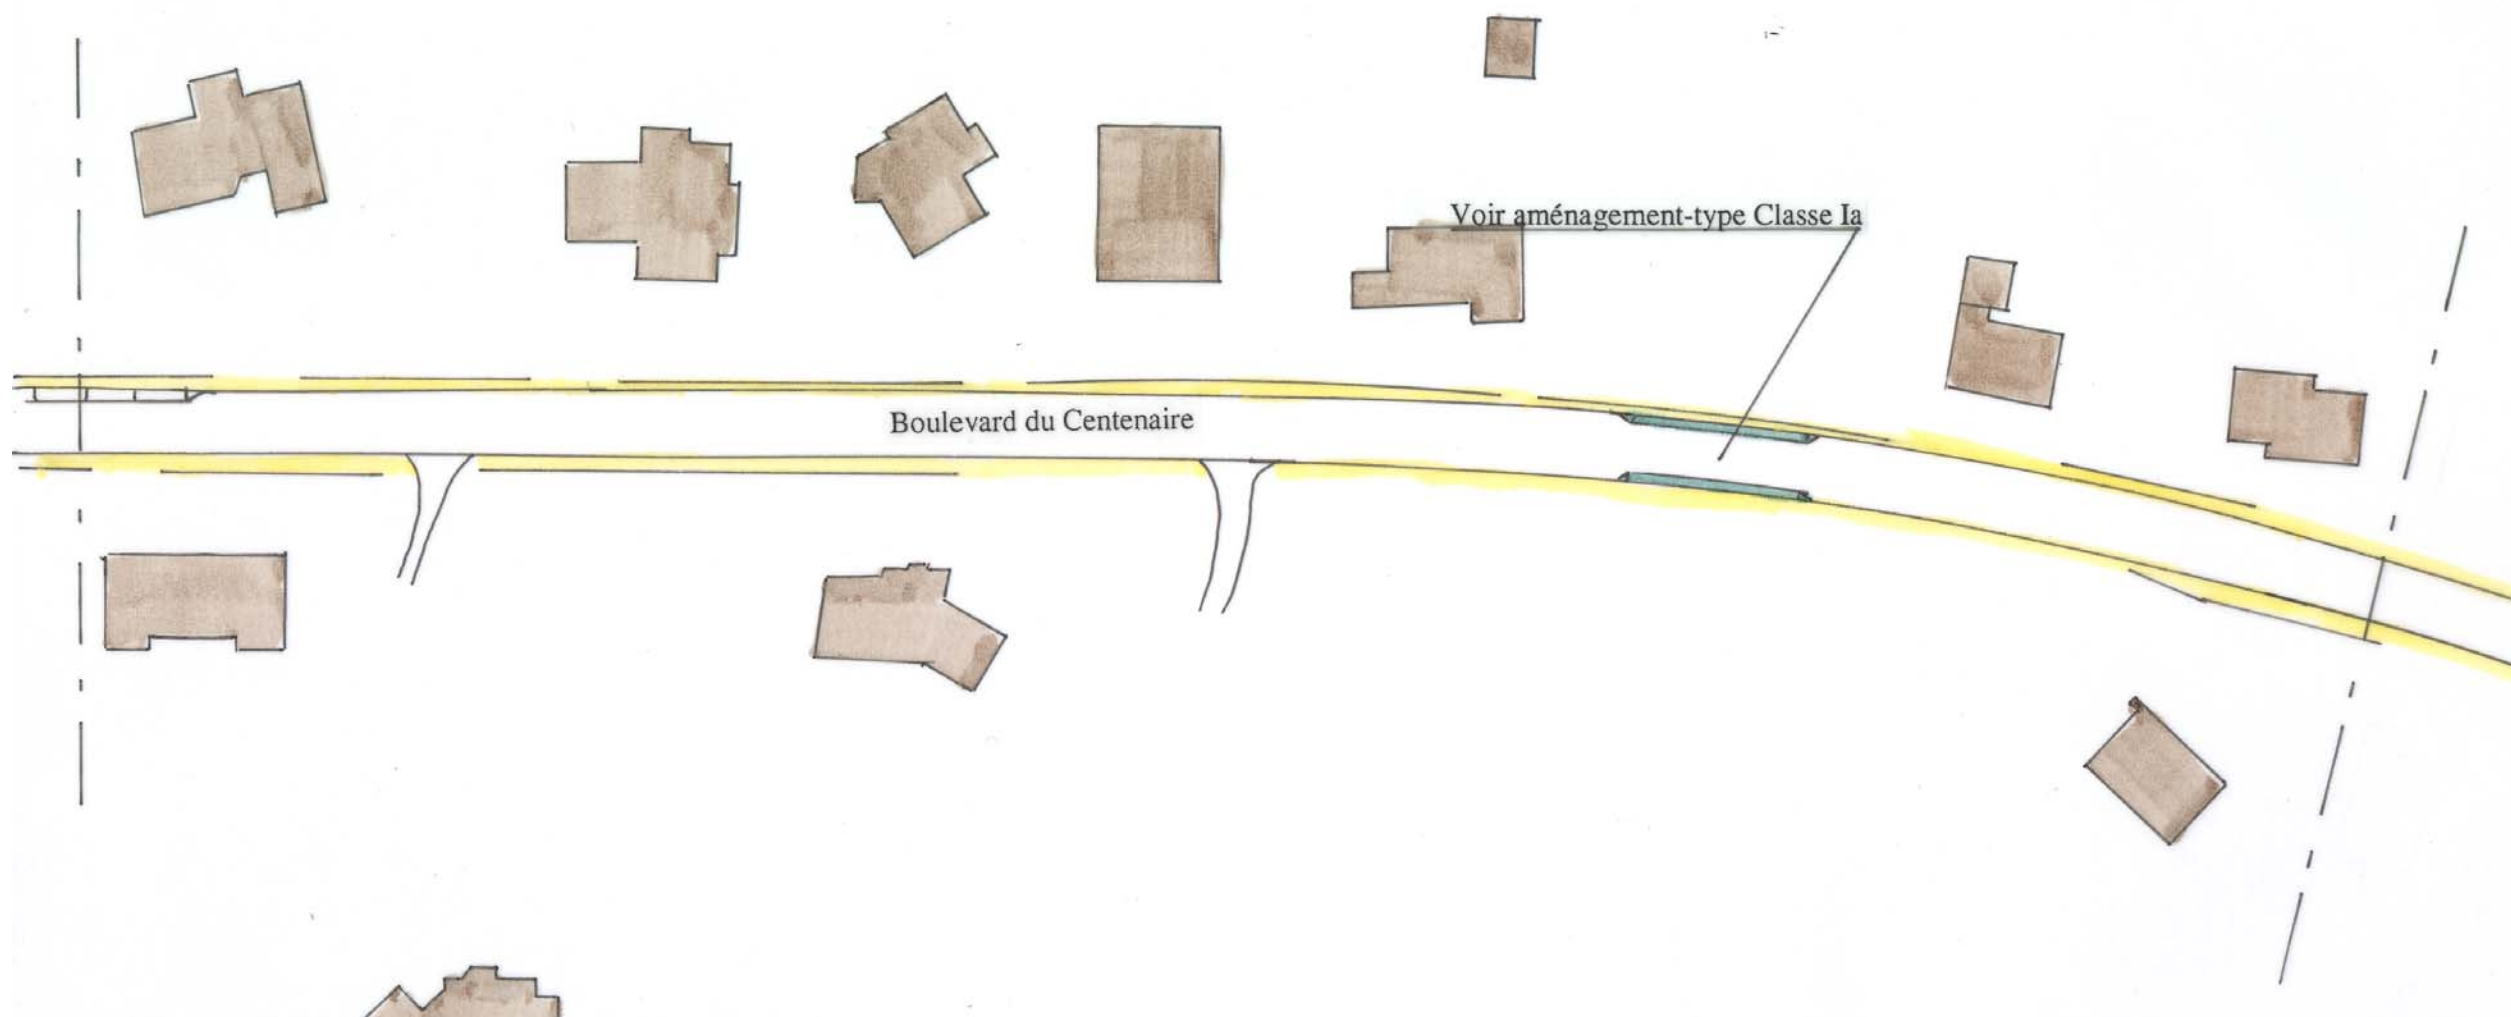 Voir aménagement-type Classe Ia
Boulevard du Centenaire